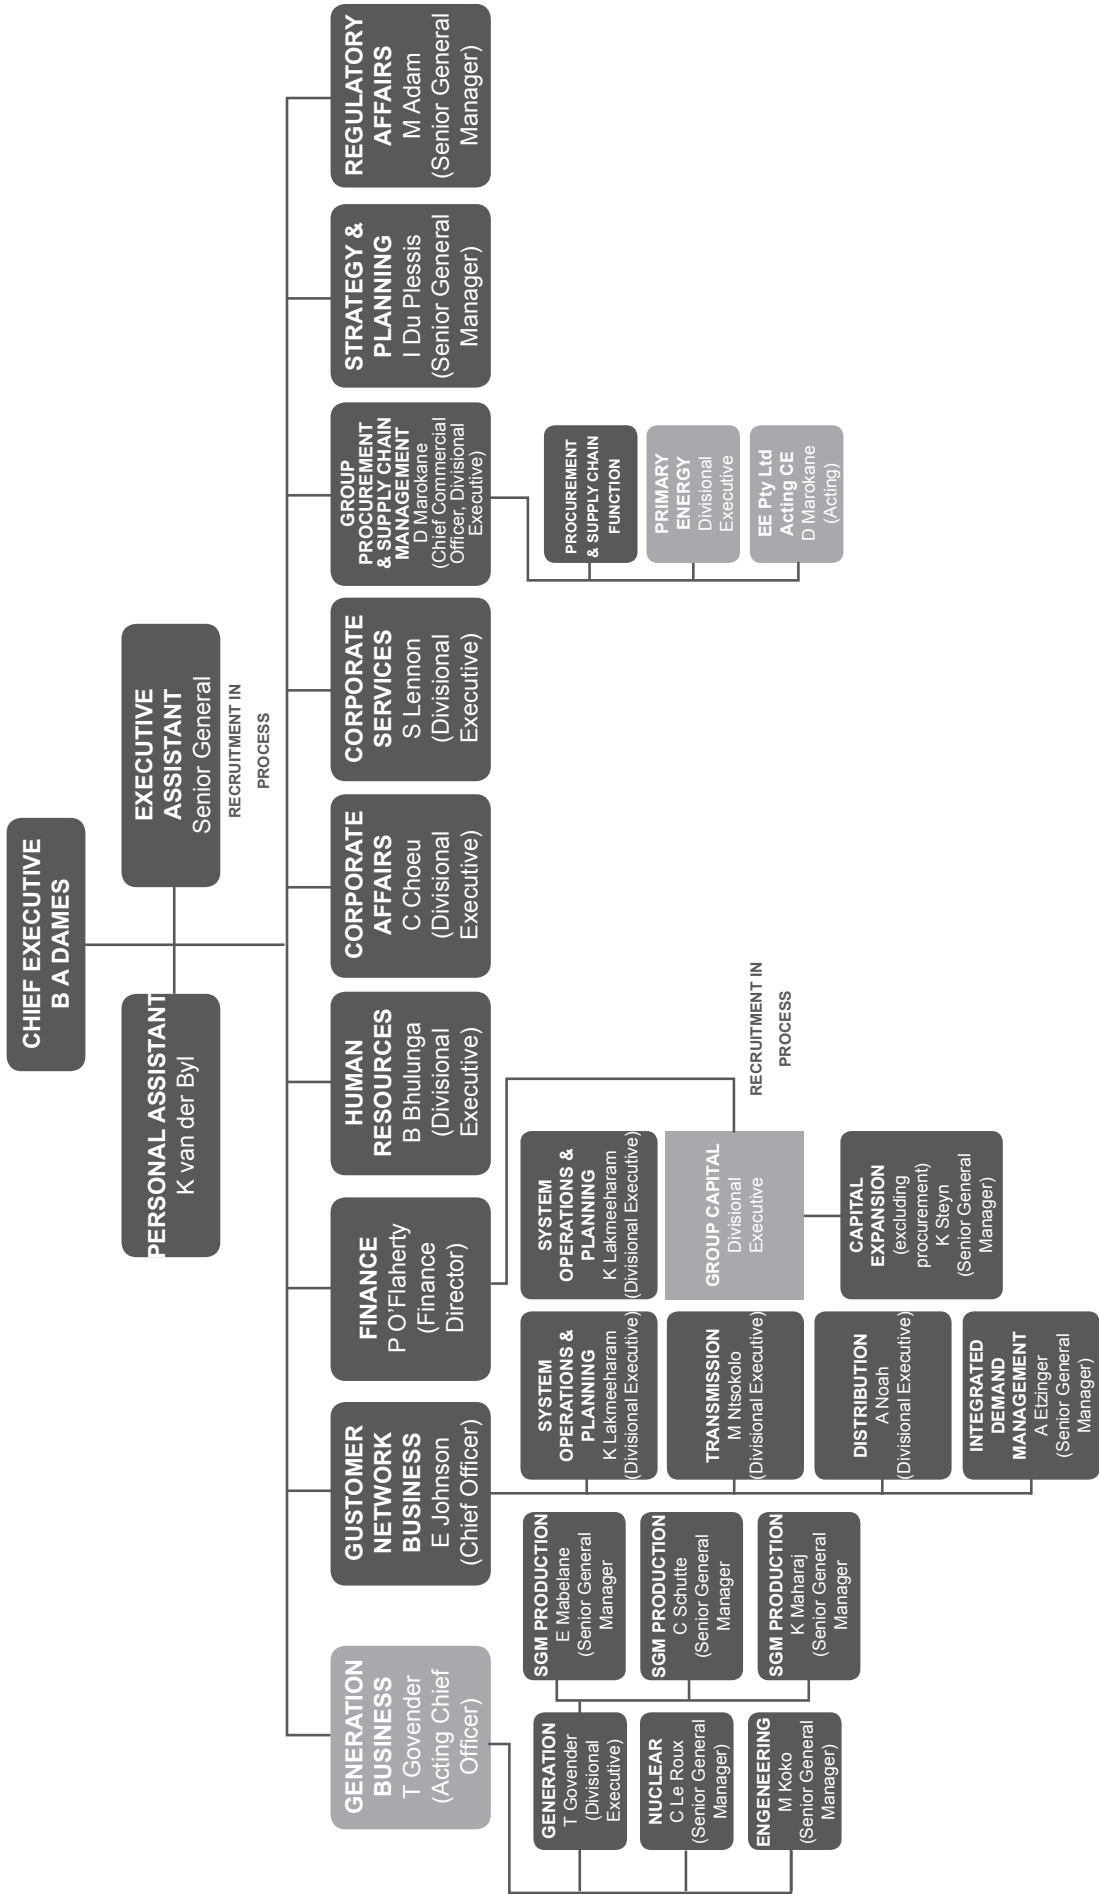 CHIEF EXECUTIVE
B A DAMES
PERSONAL ASSISTANT
K van der Byl
EXECUTIVE
ASSISTANT
Senior General
RECRUITMENT IN
PROCESS
GENERATION
BUSINESS
T Govender
(Acting Chief
Officer)
GUSTOMER
NETWORK
BUSINESS
E Johnson
(Chief Officer)
FINANCE
P O'Flaherty
(Finance
Director)
HUMAN
RESOURCES
B Bhulunga
(Divisional
Executive)
CORPORATE
AFFAIRS
C Choeu
(Divisional
Executive)
CORPORATE
SERVICES
S Lennon
(Divisional
Executive)
GROUP
PROCUREMENT
& SUPPLY CHAIN
MANAGEMENT
D Marokane
(Chief Commercial
Officer, Divisional
Executive)
STRATEGY &
PLANNING
I Du Plessis
(Senior General
Manager)
REGULATORY
AFFAIRS
M Adam
(Senior General
Manager)
GENERATION
T Govender
(Divisional
Executive)
NUCLEAR
C Le Roux
(Senior General
Manager)
ENGENEERING
M Koko
(Senior General
Manager)
SGM PRODUCTION
E Mabelane
(Senior General
Manager
SGM PRODUCTION
C Schutte
(Senior General
Manager
SGM PRODUCTION
K Maharaj
(Senior General
Manager
SYSTEM
OPERATIONS &
PLANNING
K Lakmeeharam
(Divisional Executive)
TRANSMISSION
M Ntsokolo
(Divisional Executive)
DISTRIBUTION
A Noah
(Divisional Executive)
INTEGRATED
DEMAND
MANAGEMENT
A Etzinger
(Senior General
Manager)
SYSTEM
OPERATIONS &
PLANNING
K Lakmeeharam
(Divisional Executive)
GROUP CAPITAL
Divisional
Executive
RECRUITMENT IN
PROCESS
CAPITAL
EXPANSION
(excluding
procurement)
K Steyn
(Senior General
Manager)
PROCUREMENT
& SUPPLY CHAIN
FUNCTION
PRIMARY
ENERGY
Divisional
Executive
EE Pty Ltd
Acting CE
D Marokane
(Acting)